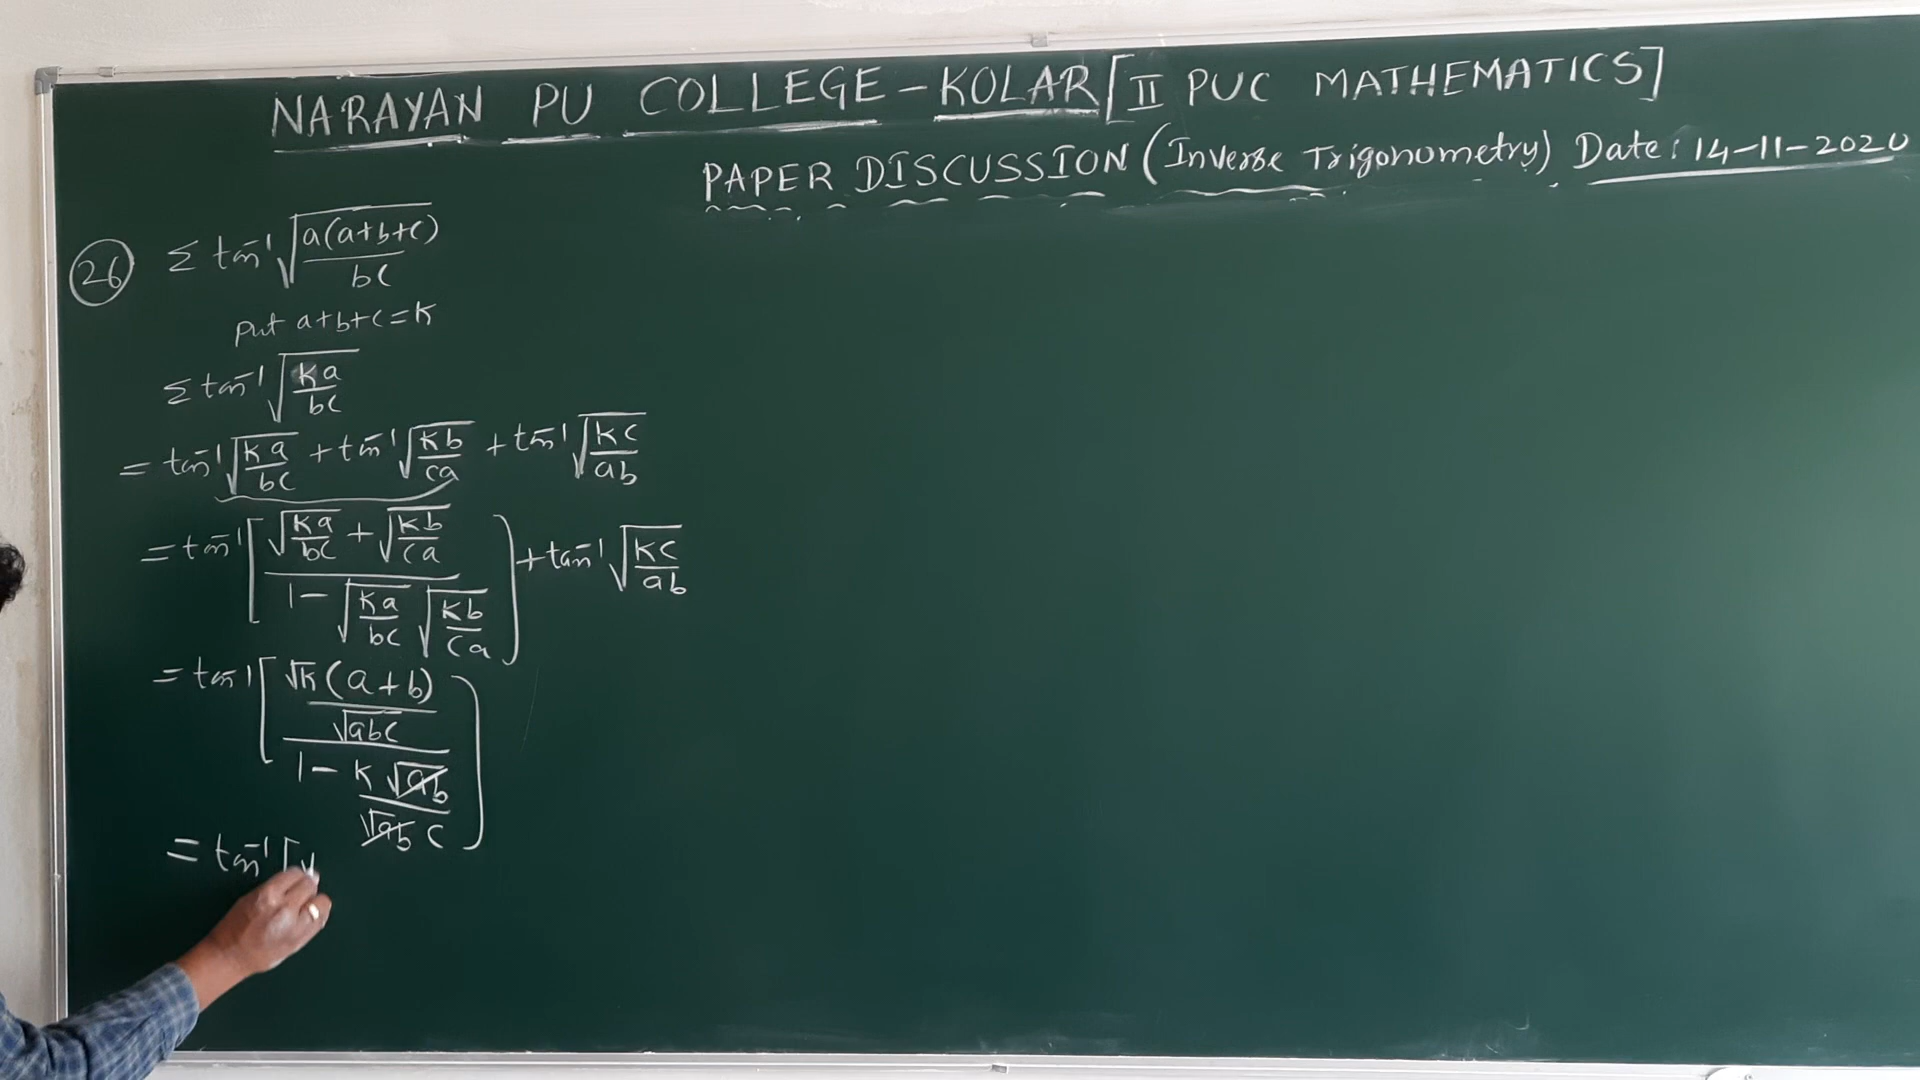 NARAYAN PU COLLEGE - KOLAR [II PUC MATHEMATICS]
PAPER DISCUSSION (Inverse Trigonometry) Date: 14-11-2020
(26) Σ tan⁻¹ √(a(a+b+c)/bc)
Put a+b+c=k
Σ tan⁻¹ √(ka/bc)
= tan⁻¹ √(ka/bc) + tan⁻¹ √(kb/ca) + tan⁻¹ √(kc/ab)
= tan⁻¹ [(√(ka/bc) + √(kb/ca)) / (1 - √(ka/bc) √(kb/ca))] + tan⁻¹ √(kc/ab)
= tan⁻¹ [(√k (a+b) / √abc) / (1 - k √ab / √ab c)]
= tan⁻¹ [